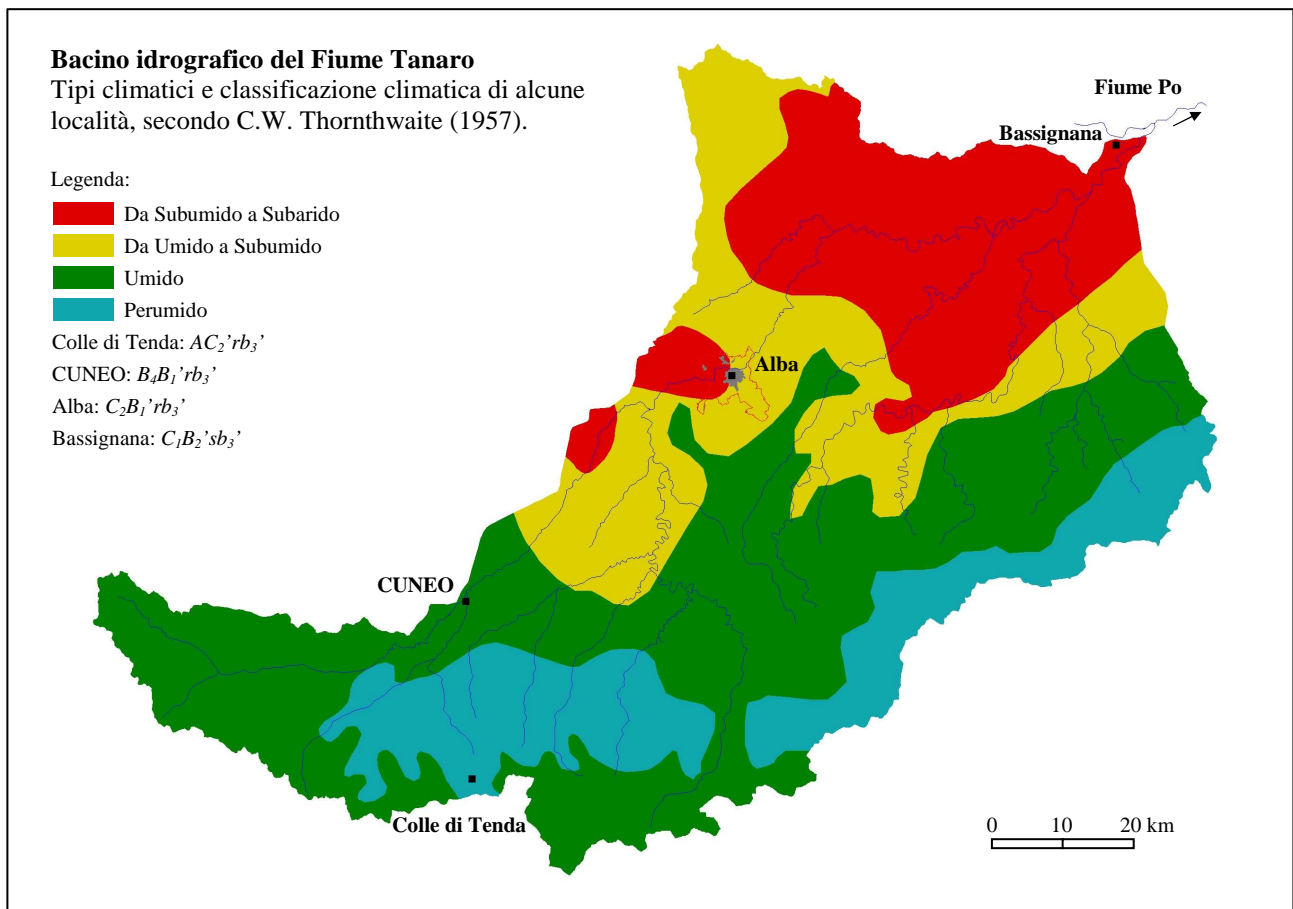 Bacino idrografico del Fiume Tanaro
Tipi climatici e classificazione climatica di alcune
località, secondo C.W. Thornthwaite (1957).
Legenda:
Da Subumido a Subarido
Da Umido a Subumido
Umido
Perumido
Colle di Tenda: AC₂’rb₃’
CUNEO: B₄B₁’rb₃’
Alba: C₂B₁’rb₃’
Bassignana: C₁B₂’sb₃’
Fiume Po
Bassignana
Alba
CUNEO
Colle di Tenda
0 10 20 km